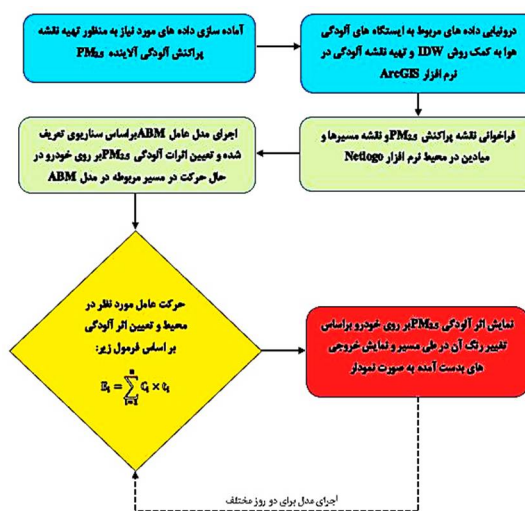 آماده سازی داده های مورد نیاز به منظور تهیه نقشه
پراکنش آلودگی آلاینده PM2.5
درونیابی داده های مربوط به ایستگاه های آلودگی
هوا به کمک روش IDW و تهیه نقشه آلودگی در
نرم افزار ArcGIS
فراخوانی نقشه پراکنش PM2.5 و نقشه مسیرها و
میادین در محیط نرم افزار Netlogo
اجرای مدل عامل ABM براساس سناریوی تعریف
شده و تعیین اثرات آلودگی PM2.5 بر روی خودرو در
حال حرکت در مسیر مربوطه در مدل ABM
حرکت عامل مورد نظر در
محیط و تعیین اثر آلودگی
بر اساس فرمول زیر:
E_i = \sum_{i=1}^{n} C_i × t_i
نمایش اثر آلودگی PM2.5 بر روی خودرو براساس
تغییر رنگ آن در طی مسیر و نمایش خروجی
های بدست آمده به صورت نمودار
اجرای مدل برای دو روز مختلف